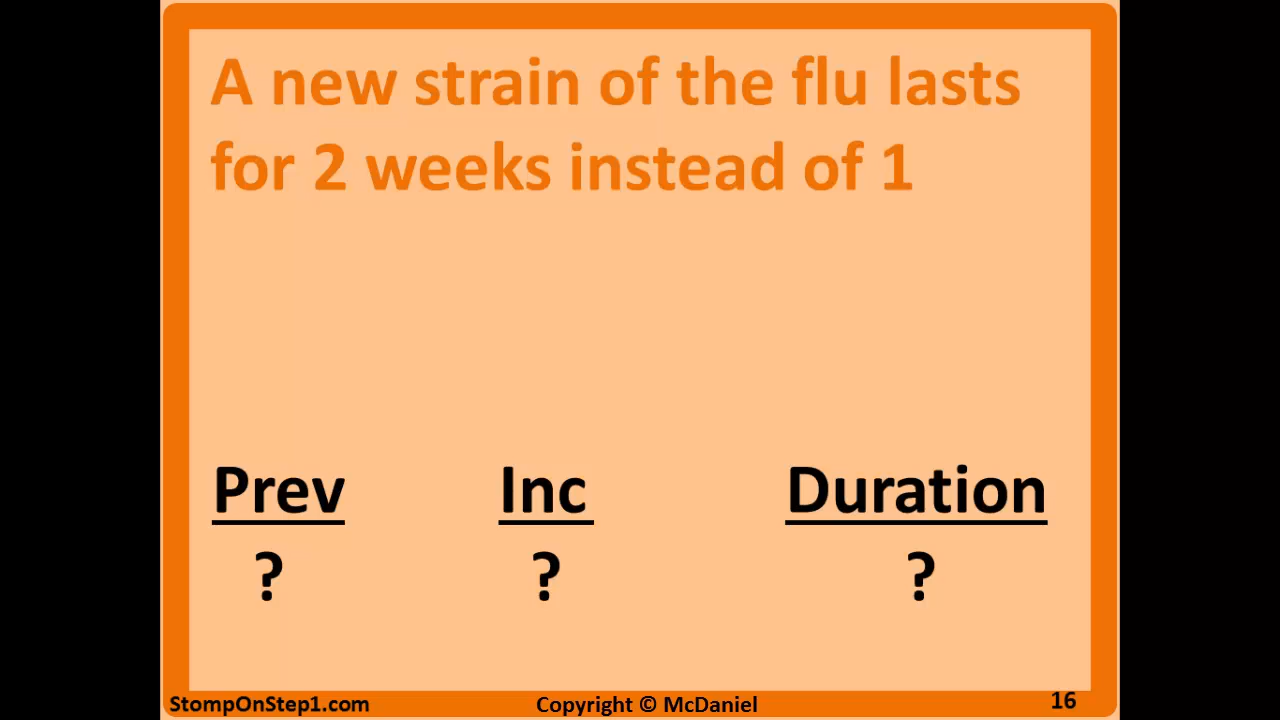 A new strain of the flu lasts
for 2 weeks instead of 1
Prev Inc Duration
? ? ?
StompOnStep1.com Copyright © McDaniel 16